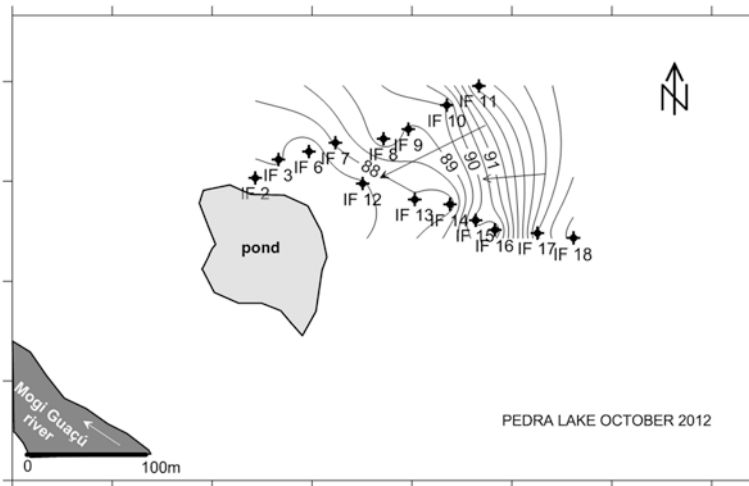 IF 11
IF 10
IF 9
IF 8
IF 7
IF 6
IF 3
IF 2
IF 12
IF 13
IF 14
IF 15
IF 16
IF 17
IF 18
88
89
90
91
N
pond
Mogi Guaçú
river
0
100m
PEDRA LAKE OCTOBER 2012